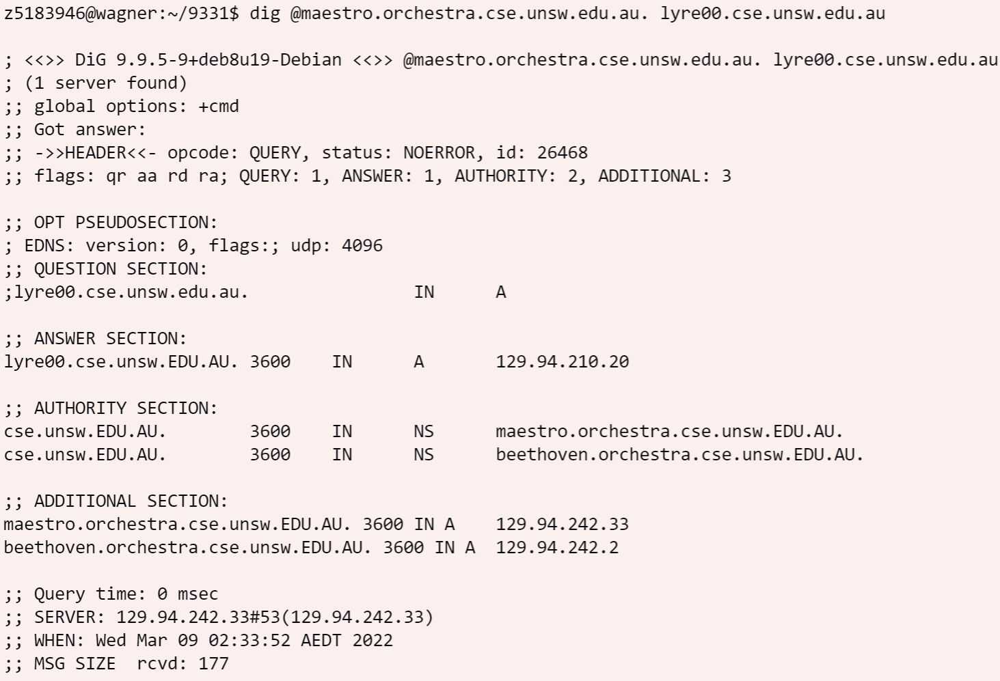 z5183946@wagner:~/9331$ dig @maestro.orchestra.cse.unsw.edu.au. lyre00.cse.unsw.edu.au
; <<>> DiG 9.9.5-9+deb8u19-Debian <<>> @maestro.orchestra.cse.unsw.edu.au. lyre00.cse.unsw.edu.au
; (1 server found)
;; global options: +cmd
;; Got answer:
;; ->>HEADER<<- opcode: QUERY, status: NOERROR, id: 26468
;; flags: qr aa rd ra; QUERY: 1, ANSWER: 1, AUTHORITY: 2, ADDITIONAL: 3
;; OPT PSEUDOSECTION:
; EDNS: version: 0, flags:; udp: 4096
;; QUESTION SECTION:
;lyre00.cse.unsw.edu.au. IN A
;; ANSWER SECTION:
lyre00.cse.unsw.EDU.AU. 3600 IN A 129.94.210.20
;; AUTHORITY SECTION:
cse.unsw.EDU.AU. 3600 IN NS maestro.orchestra.cse.unsw.EDU.AU.
cse.unsw.EDU.AU. 3600 IN NS beethoven.orchestra.cse.unsw.EDU.AU.
;; ADDITIONAL SECTION:
maestro.orchestra.cse.unsw.EDU.AU. 3600 IN A 129.94.242.33
beethoven.orchestra.cse.unsw.EDU.AU. 3600 IN A 129.94.242.2
;; Query time: 0 msec
;; SERVER: 129.94.242.33#53(129.94.242.33)
;; WHEN: Wed Mar 09 02:33:52 AEDT 2022
;; MSG SIZE  rcvd: 177